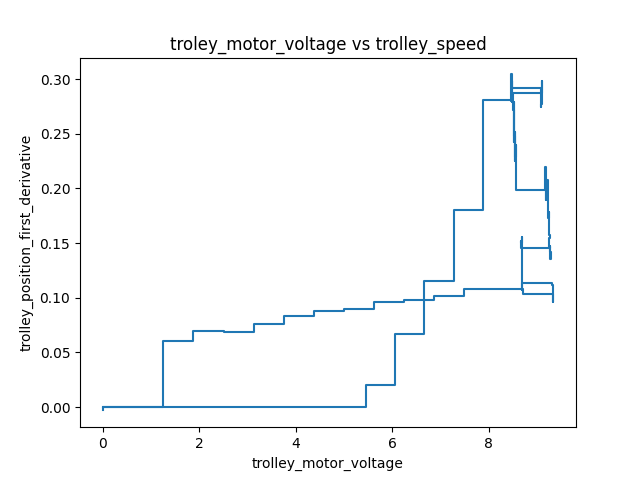 troley_motor_voltage vs trolley_speed
0.30
0.25
0.20
0.15
0.10
0.05
0.00
trolley_position_first_derivative
0 2 4 6 8
trolley_motor_voltage